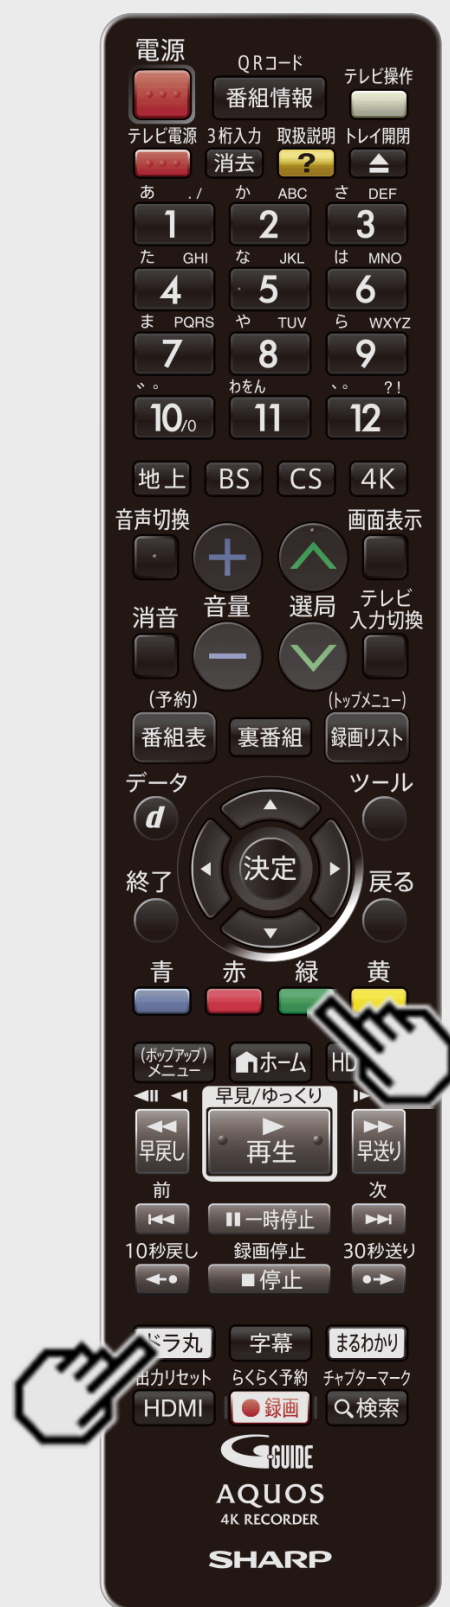 電源
QRコード
番組情報
テレビ操作
テレビ電源 3桁入力 取扱説明 トレイ開閉
消去 ?
あ ./ か ABC さ DEF
1 2 3
た GHI な JKL は MNO
4 5 6
ま PQRS や TUV ら WXYZ
7 8 9
゛゜ わをん 、。 ?!
10/0 11 12
地上 BS CS 4K
音声切換 画面表示
消音 音量 選局 テレビ
入力切換
(予約) (トップメニュー)
番組表 裏番組 録画リスト
データ ツール
d
決定
終了 戻る
青 赤 緑 黄
(ポップアップ)
メニュー ホーム HD
早見/ゆっくり
早戻し 再生 早送り
前 次
一時停止
10秒戻し 録画停止 30秒送り
停止
ドラ丸 字幕 まるわかり
出力リセット らくらく予約 チャプターマーク
HDMI 録画 検索
G-GUIDE
AQUOS
4K RECORDER
SHARP